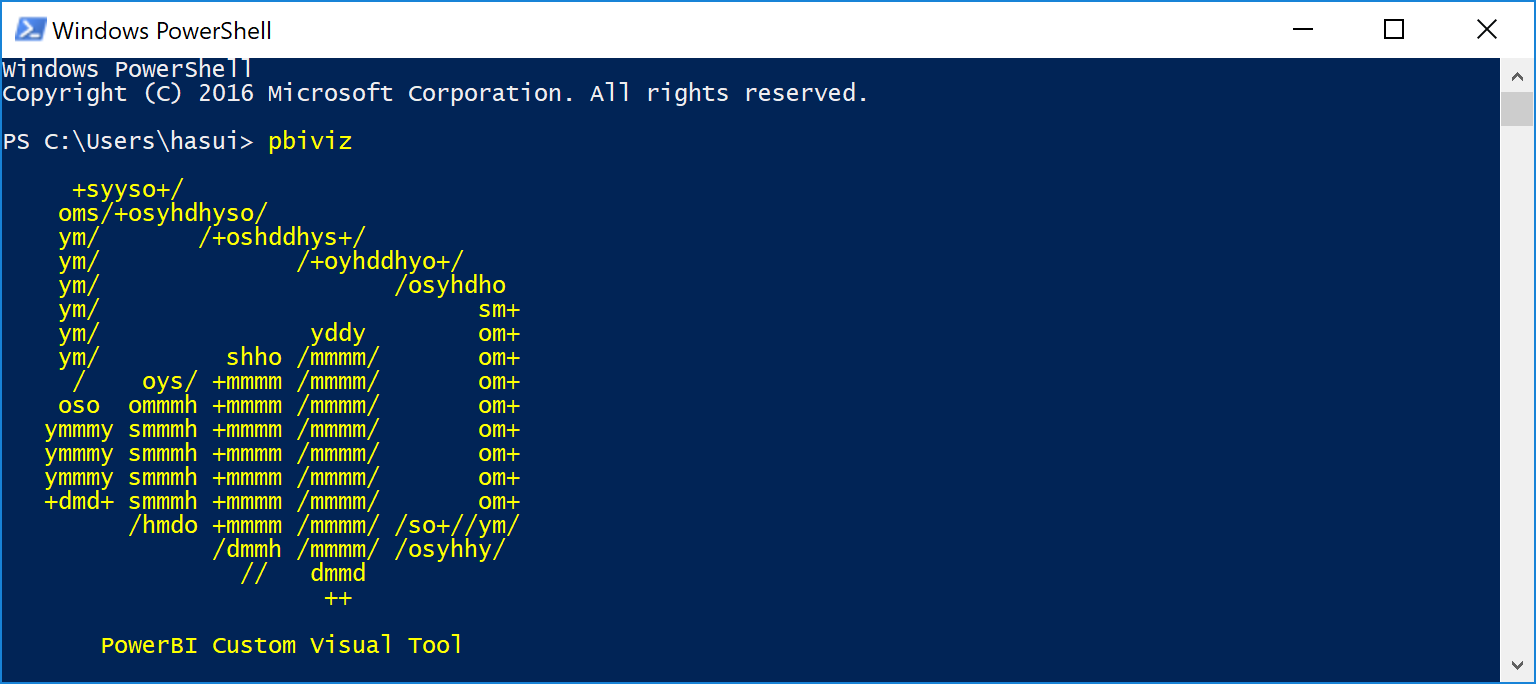 Windows PowerShell
Windows PowerShell
Copyright (C) 2016 Microsoft Corporation. All rights reserved.
PS C:\Users\hasui> pbiviz
     +syyso+/
    oms/+osyhdhyso/
    ym/       /+oshddhys+/
    ym/              /+oyhddhyo+/
    ym/                     /osyhdho
    ym/                           sm+
    ym/               yddy        om+
    ym/         shho /mmmm/       om+
     /    oys/ +mmmm /mmmm/       om+
    oso  ommmh +mmmm /mmmm/       om+
   ymmmy smmmh +mmmm /mmmm/       om+
   ymmmy smmmh +mmmm /mmmm/       om+
   ymmmy smmmh +mmmm /mmmm/       om+
   +dmd+ smmmh +mmmm /mmmm/       om+
         /hmdo +mmmm /mmmm/ /so+//ym/
               /dmmh /mmmm/ /osyhhy/
                 //   dmmd
                       ++
       PowerBI Custom Visual Tool